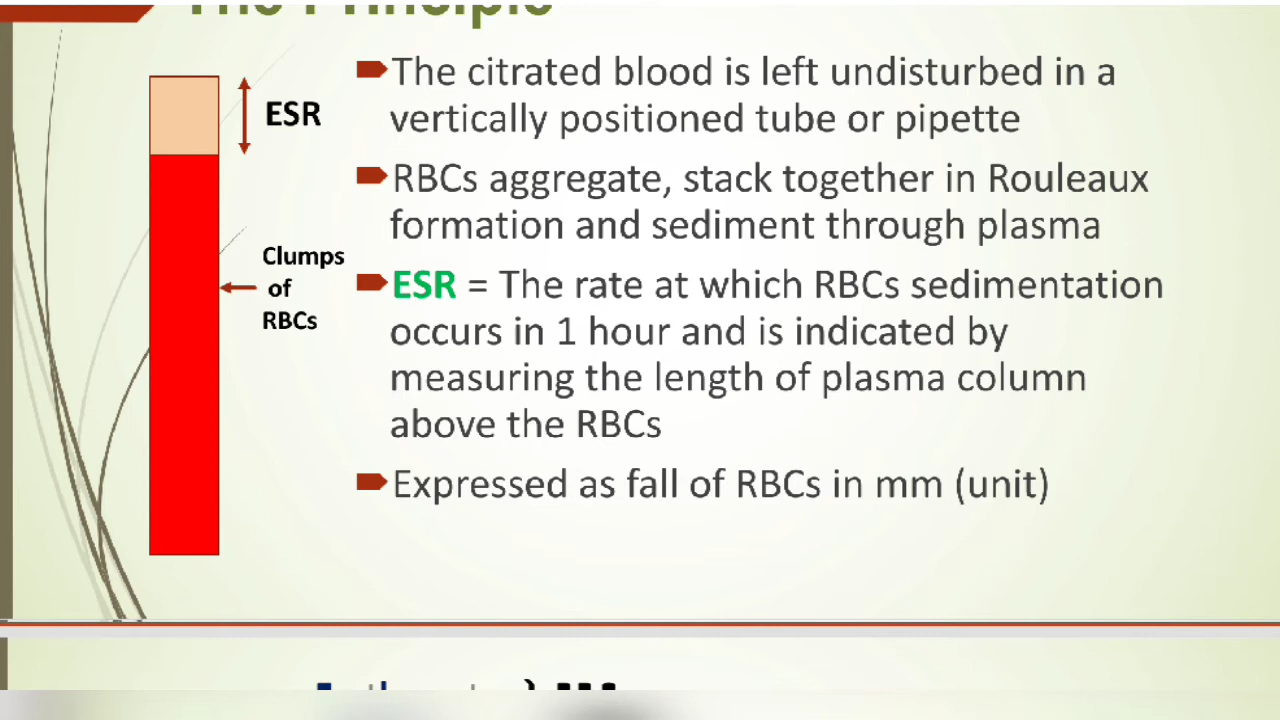 The Principle
ESR
Clumps
of
RBCs
The citrated blood is left undisturbed in a
vertically positioned tube or pipette
RBCs aggregate, stack together in Rouleaux
formation and sediment through plasma
ESR = The rate at which RBCs sedimentation
occurs in 1 hour and is indicated by
measuring the length of plasma column
above the RBCs
Expressed as fall of RBCs in mm (unit)